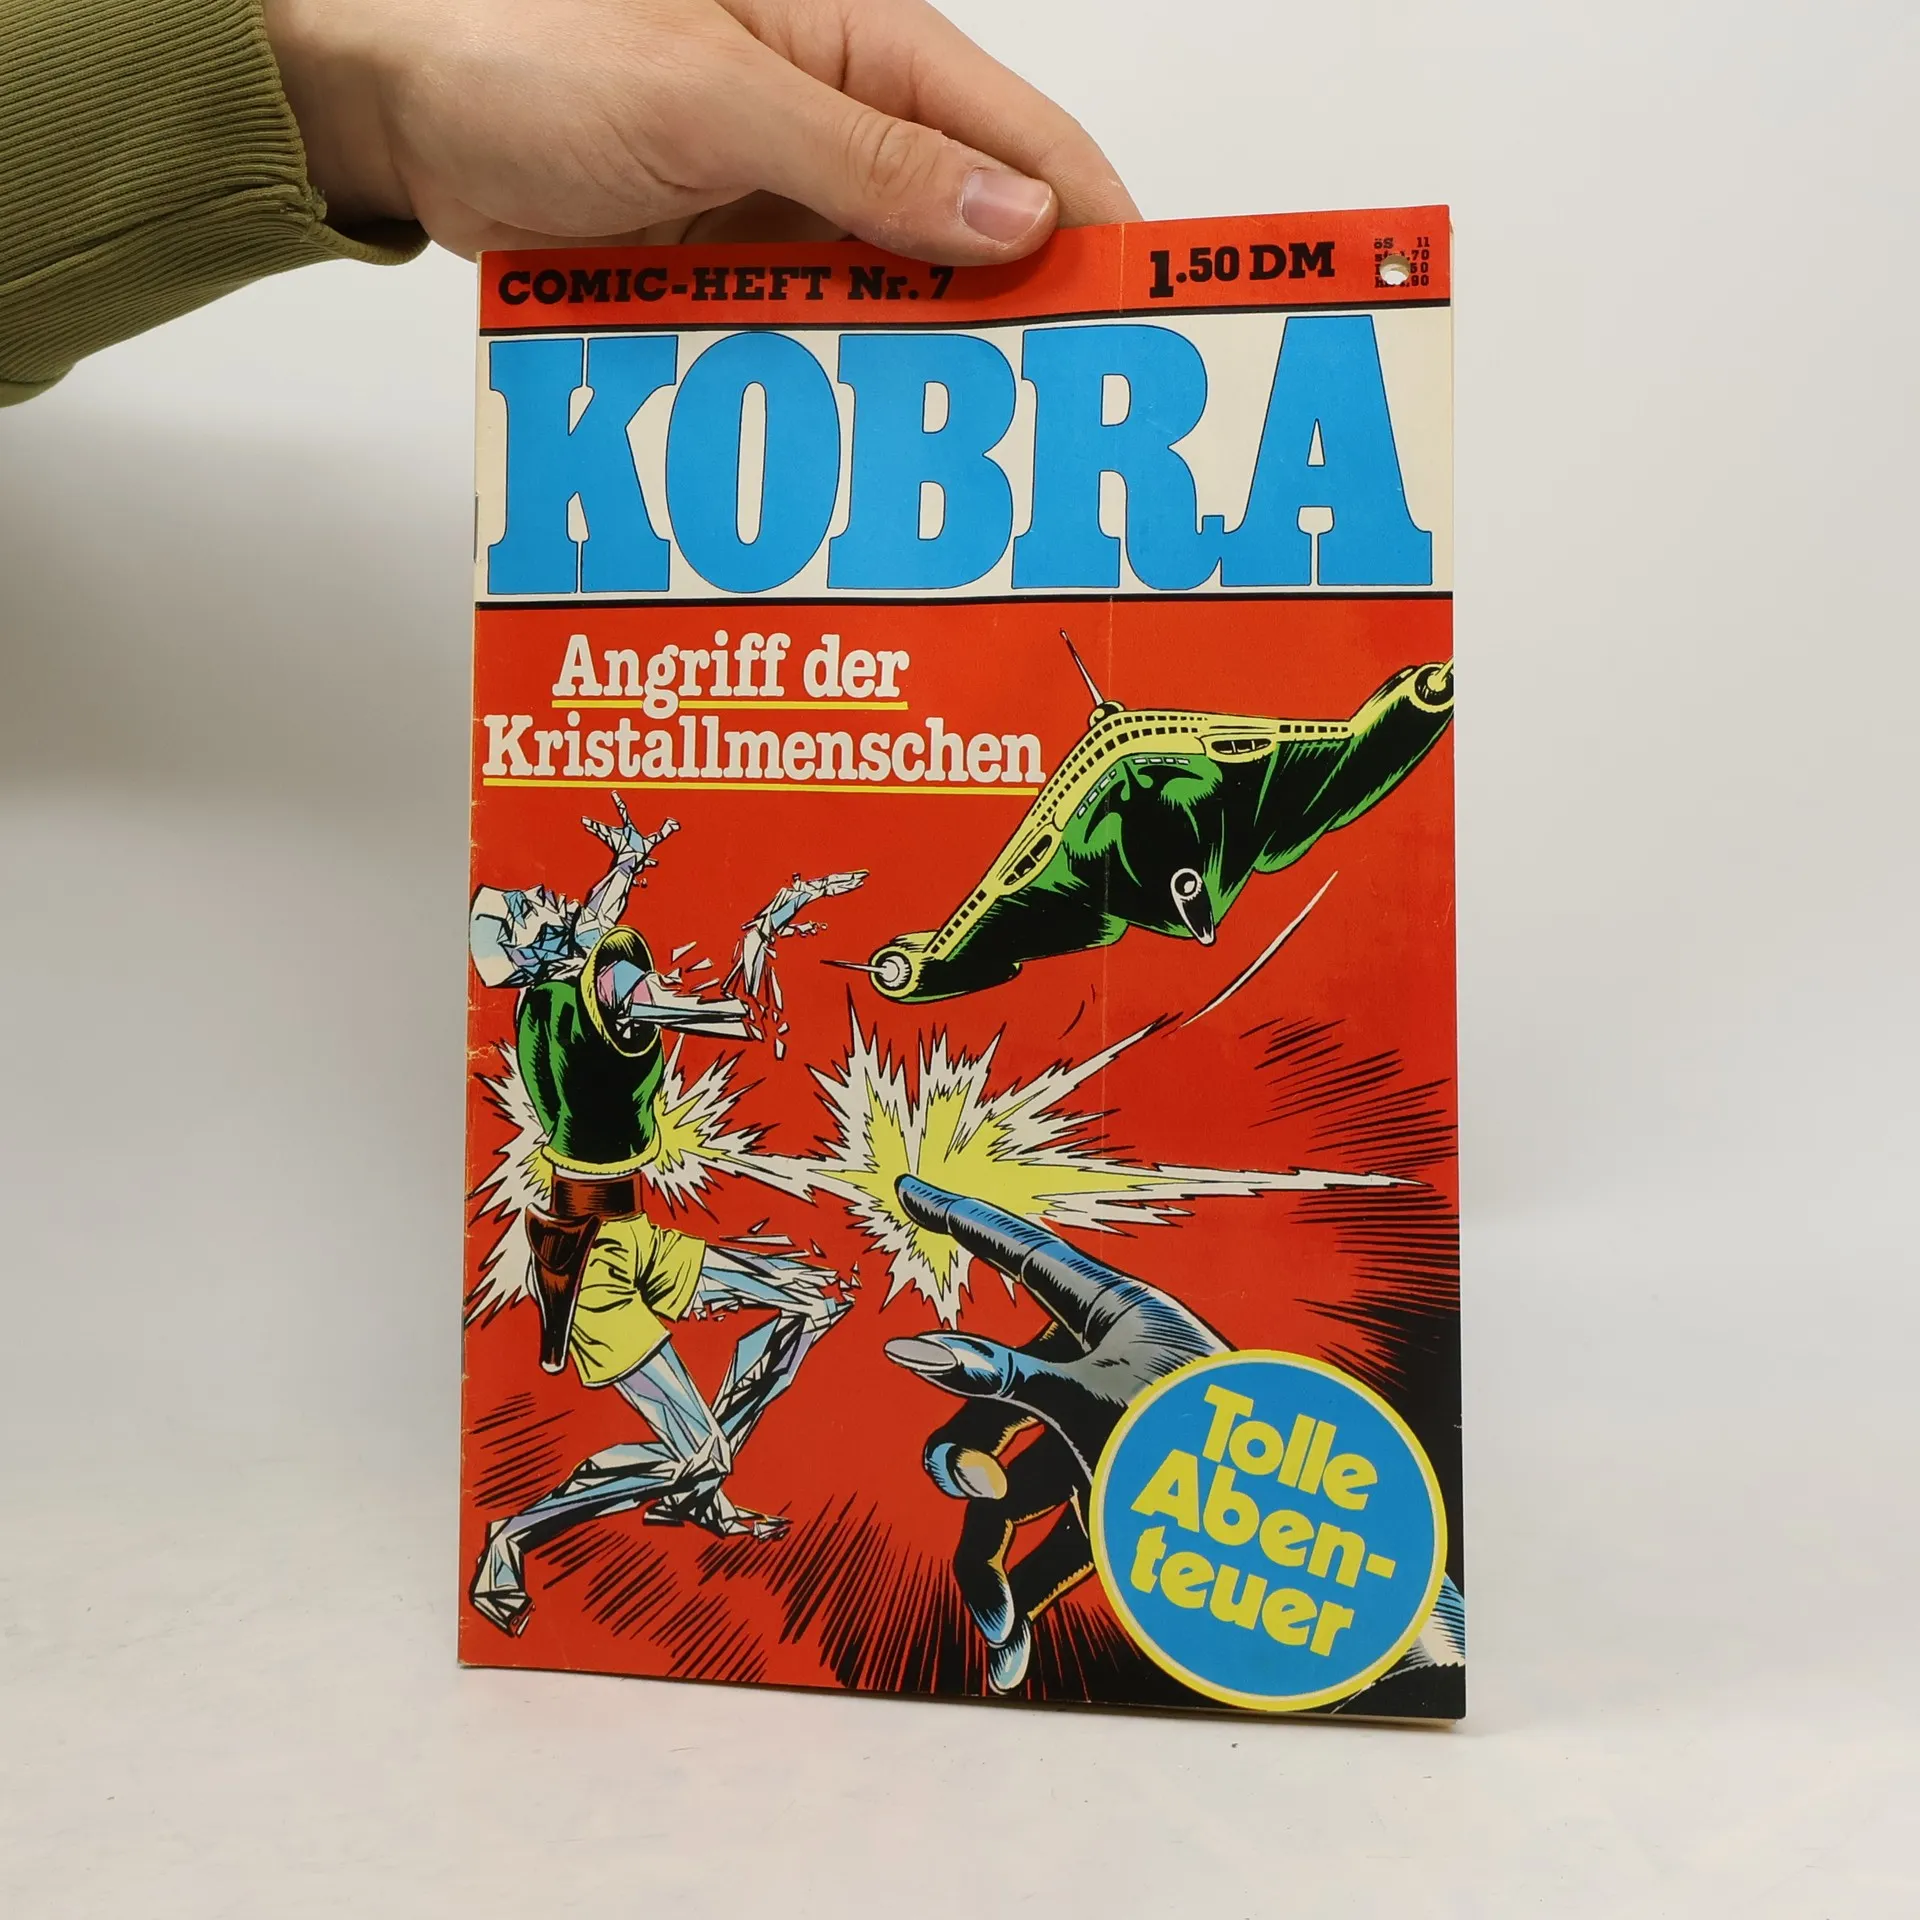 COMIC-HEFT Nr. 7
1.50 DM
öS 11
KOBRA
Angriff der
Kristallmenschen
Tolle
Aben-
teuer